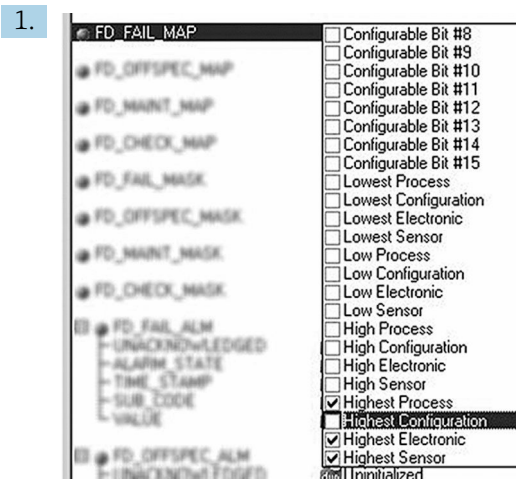 1.
FD_FAIL_MAP
Configurable Bit #8
Configurable Bit #9
Configurable Bit #10
Configurable Bit #11
Configurable Bit #12
Configurable Bit #13
Configurable Bit #14
Configurable Bit #15
Lowest Process
Lowest Configuration
Lowest Electronic
Lowest Sensor
Low Process
Low Configuration
Low Electronic
Low Sensor
High Process
High Configuration
High Electronic
High Sensor
Highest Process
Highest Configuration
Highest Electronic
Highest Sensor
Uninitialized
FD_OFFSPEC_MAP
FD_MAINT_MAP
FD_CHECK_MAP
FD_FAIL_MASK
FD_OFFSPEC_MASK
FD_MAINT_MASK
FD_CHECK_MASK
FD_FAIL_ALM
UNACKNOWLEDGED
ALARM_STATE
TIME_STAMP
SUB_CODE
VALUE
FD_OFFSPEC_ALM
UNACKNOWLEDGED